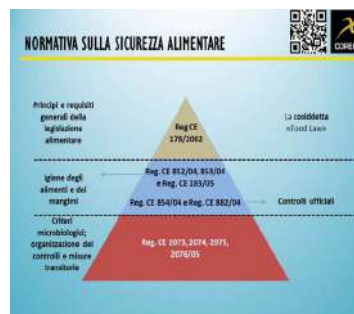 NORMATIVA SULLA SICUREZZA ALIMENTARE
Principi e requisiti
generali della
legislazione
alimentare
Reg CE
178/2062
La cosiddetta
«Food Lawn
Igiene degli
alimenti e dei
mangimi
Reg. CE 852/04, 853/04
e Reg. CE 183/05
Reg. CE 854/04 e Reg. CE 882/04
Controlli ufficiali
Criteri
microbiologici;
organizzazione dei
controlli e misure
transitorie
Reg. CE 2073, 2074, 2075,
2076/05